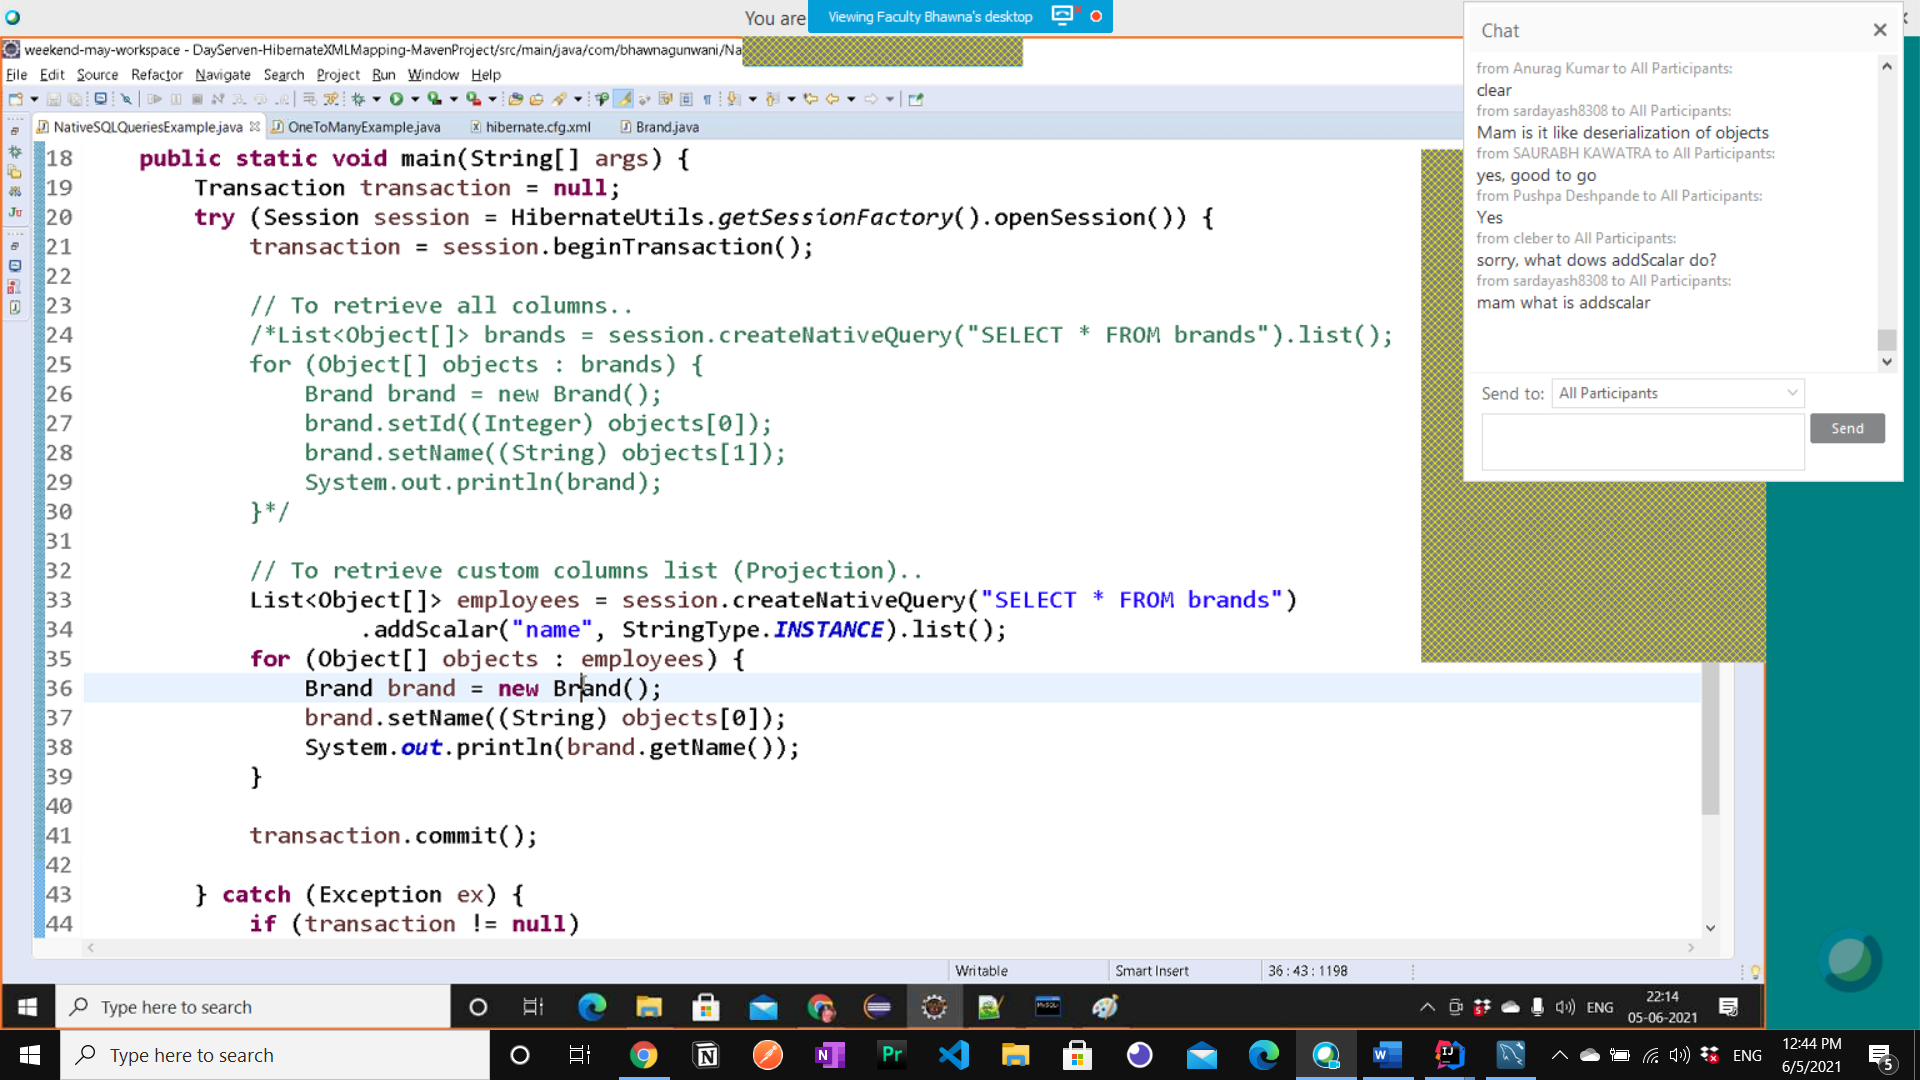 You are
Viewing Faculty Bhawna's desktop
weekend-may-workspace - DayServen-HibernateXMLMapping-MavenProject/src/main/java/com/bhawnagunwani/Na
File Edit Source Refactor Navigate Search Project Run Window Help
NativeSQLQueriesExample.java OneToManyExample.java hibernate.cfg.xml Brand.java
18 public static void main(String[] args) {
19 Transaction transaction = null;
20 try (Session session = HibernateUtils.getSessionFactory().openSession()) {
21 transaction = session.beginTransaction();
22
23 // To retrieve all columns..
24 /*List<Object[]> brands = session.createNativeQuery("SELECT * FROM brands").list();
25 for (Object[] objects : brands) {
26 Brand brand = new Brand();
27 brand.setId((Integer) objects[0]);
28 brand.setName((String) objects[1]);
29 System.out.println(brand);
30 }*/
31
32 // To retrieve custom columns list (Projection)..
33 List<Object[]> employees = session.createNativeQuery("SELECT * FROM brands")
34 .addScalar("name", StringType.INSTANCE).list();
35 for (Object[] objects : employees) {
36 Brand brand = new Brand();
37 brand.setName((String) objects[0]);
38 System.out.println(brand.getName());
39 }
40
41 transaction.commit();
42
43 } catch (Exception ex) {
44 if (transaction != null)
Writable Smart Insert 36 : 43 : 1198
Chat
from Anurag Kumar to All Participants:
clear
from sardayash8308 to All Participants:
Mam is it like deserialization of objects
from SAURABH KAWATRA to All Participants:
yes, good to go
from Pushpa Deshpande to All Participants:
Yes
from cleber to All Participants:
sorry, what dows addScalar do?
from sardayash8308 to All Participants:
mam what is addscalar
Send to: All Participants
Send
Type here to search
ENG
22:14
05-06-2021
Type here to search
ENG
12:44 PM
6/5/2021
5